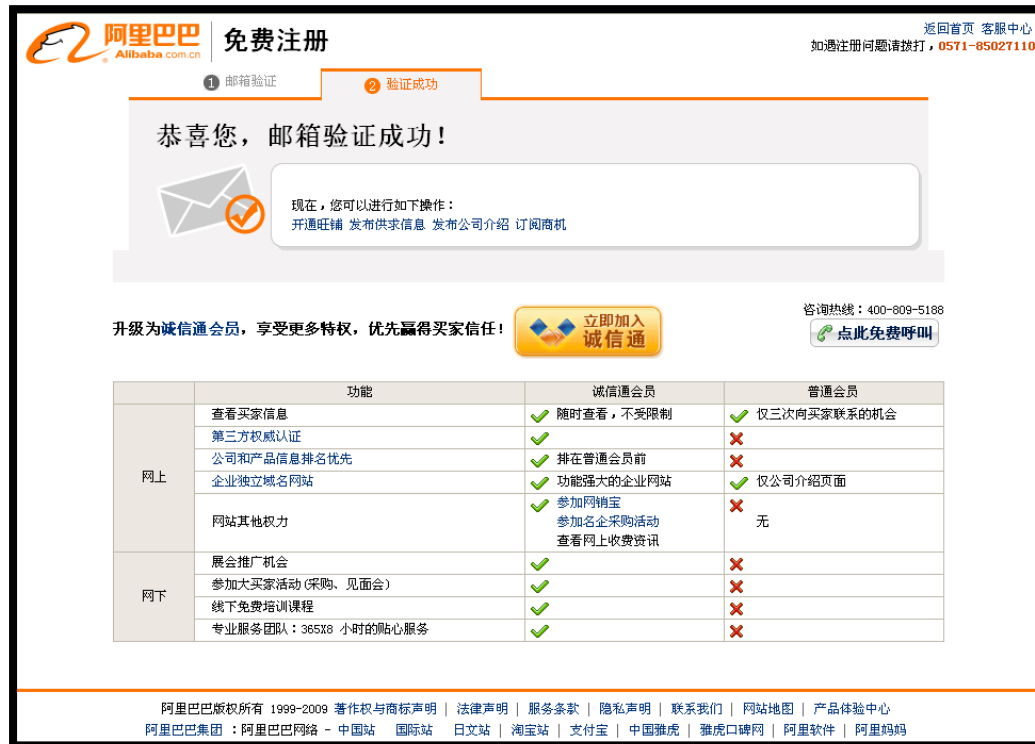 阿里巴巴
Alibaba.com.cn
免费注册
返回首页 客服中心
如遇注册问题请拨打，0571-85027110
1 邮箱验证
2 验证成功
恭喜您，邮箱验证成功！
现在，您可以进行如下操作：
开通旺铺 发布供求信息 发布公司介绍 订阅商机
升级为诚信通会员，享受更多特权，优先赢得买家信任！
立即加入
诚信通
咨询热线：400-809-5188
点此免费呼叫
功能 诚信通会员 普通会员
网上
查看买家信息 随时查看，不受限制 仅三次向买家联系的机会
第三方权威认证
公司和产品信息排名优先 排在普通会员前
企业独立域名网站 功能强大的企业网站 仅公司介绍页面
网站其他权力 参加网销宝
参加名企采购活动 无
查看网上收费资讯
网下
展会推广机会
参加大买家活动(采购、见面会)
线下免费培训课程
专业服务团队：365X8 小时的贴心服务
阿里巴巴版权所有 1999-2009 著作权与商标声明 | 法律声明 | 服务条款 | 隐私声明 | 联系我们 | 网站地图 | 产品体验中心
阿里巴巴集团 ：阿里巴巴网络 - 中国站 国际站 日文站 | 淘宝站 | 支付宝 | 中国雅虎 | 雅虎口碑网 | 阿里软件 | 阿里妈妈